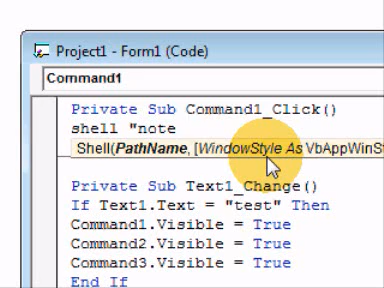 Project1 - Form1 (Code)
Command1
Private Sub Command1_Click()
shell "note
Shell(PathName, [WindowStyle As VbAppWinSt
Private Sub Text1_Change()
If Text1.Text = "test" Then
Command1.Visible = True
Command2.Visible = True
Command3.Visible = True
End If